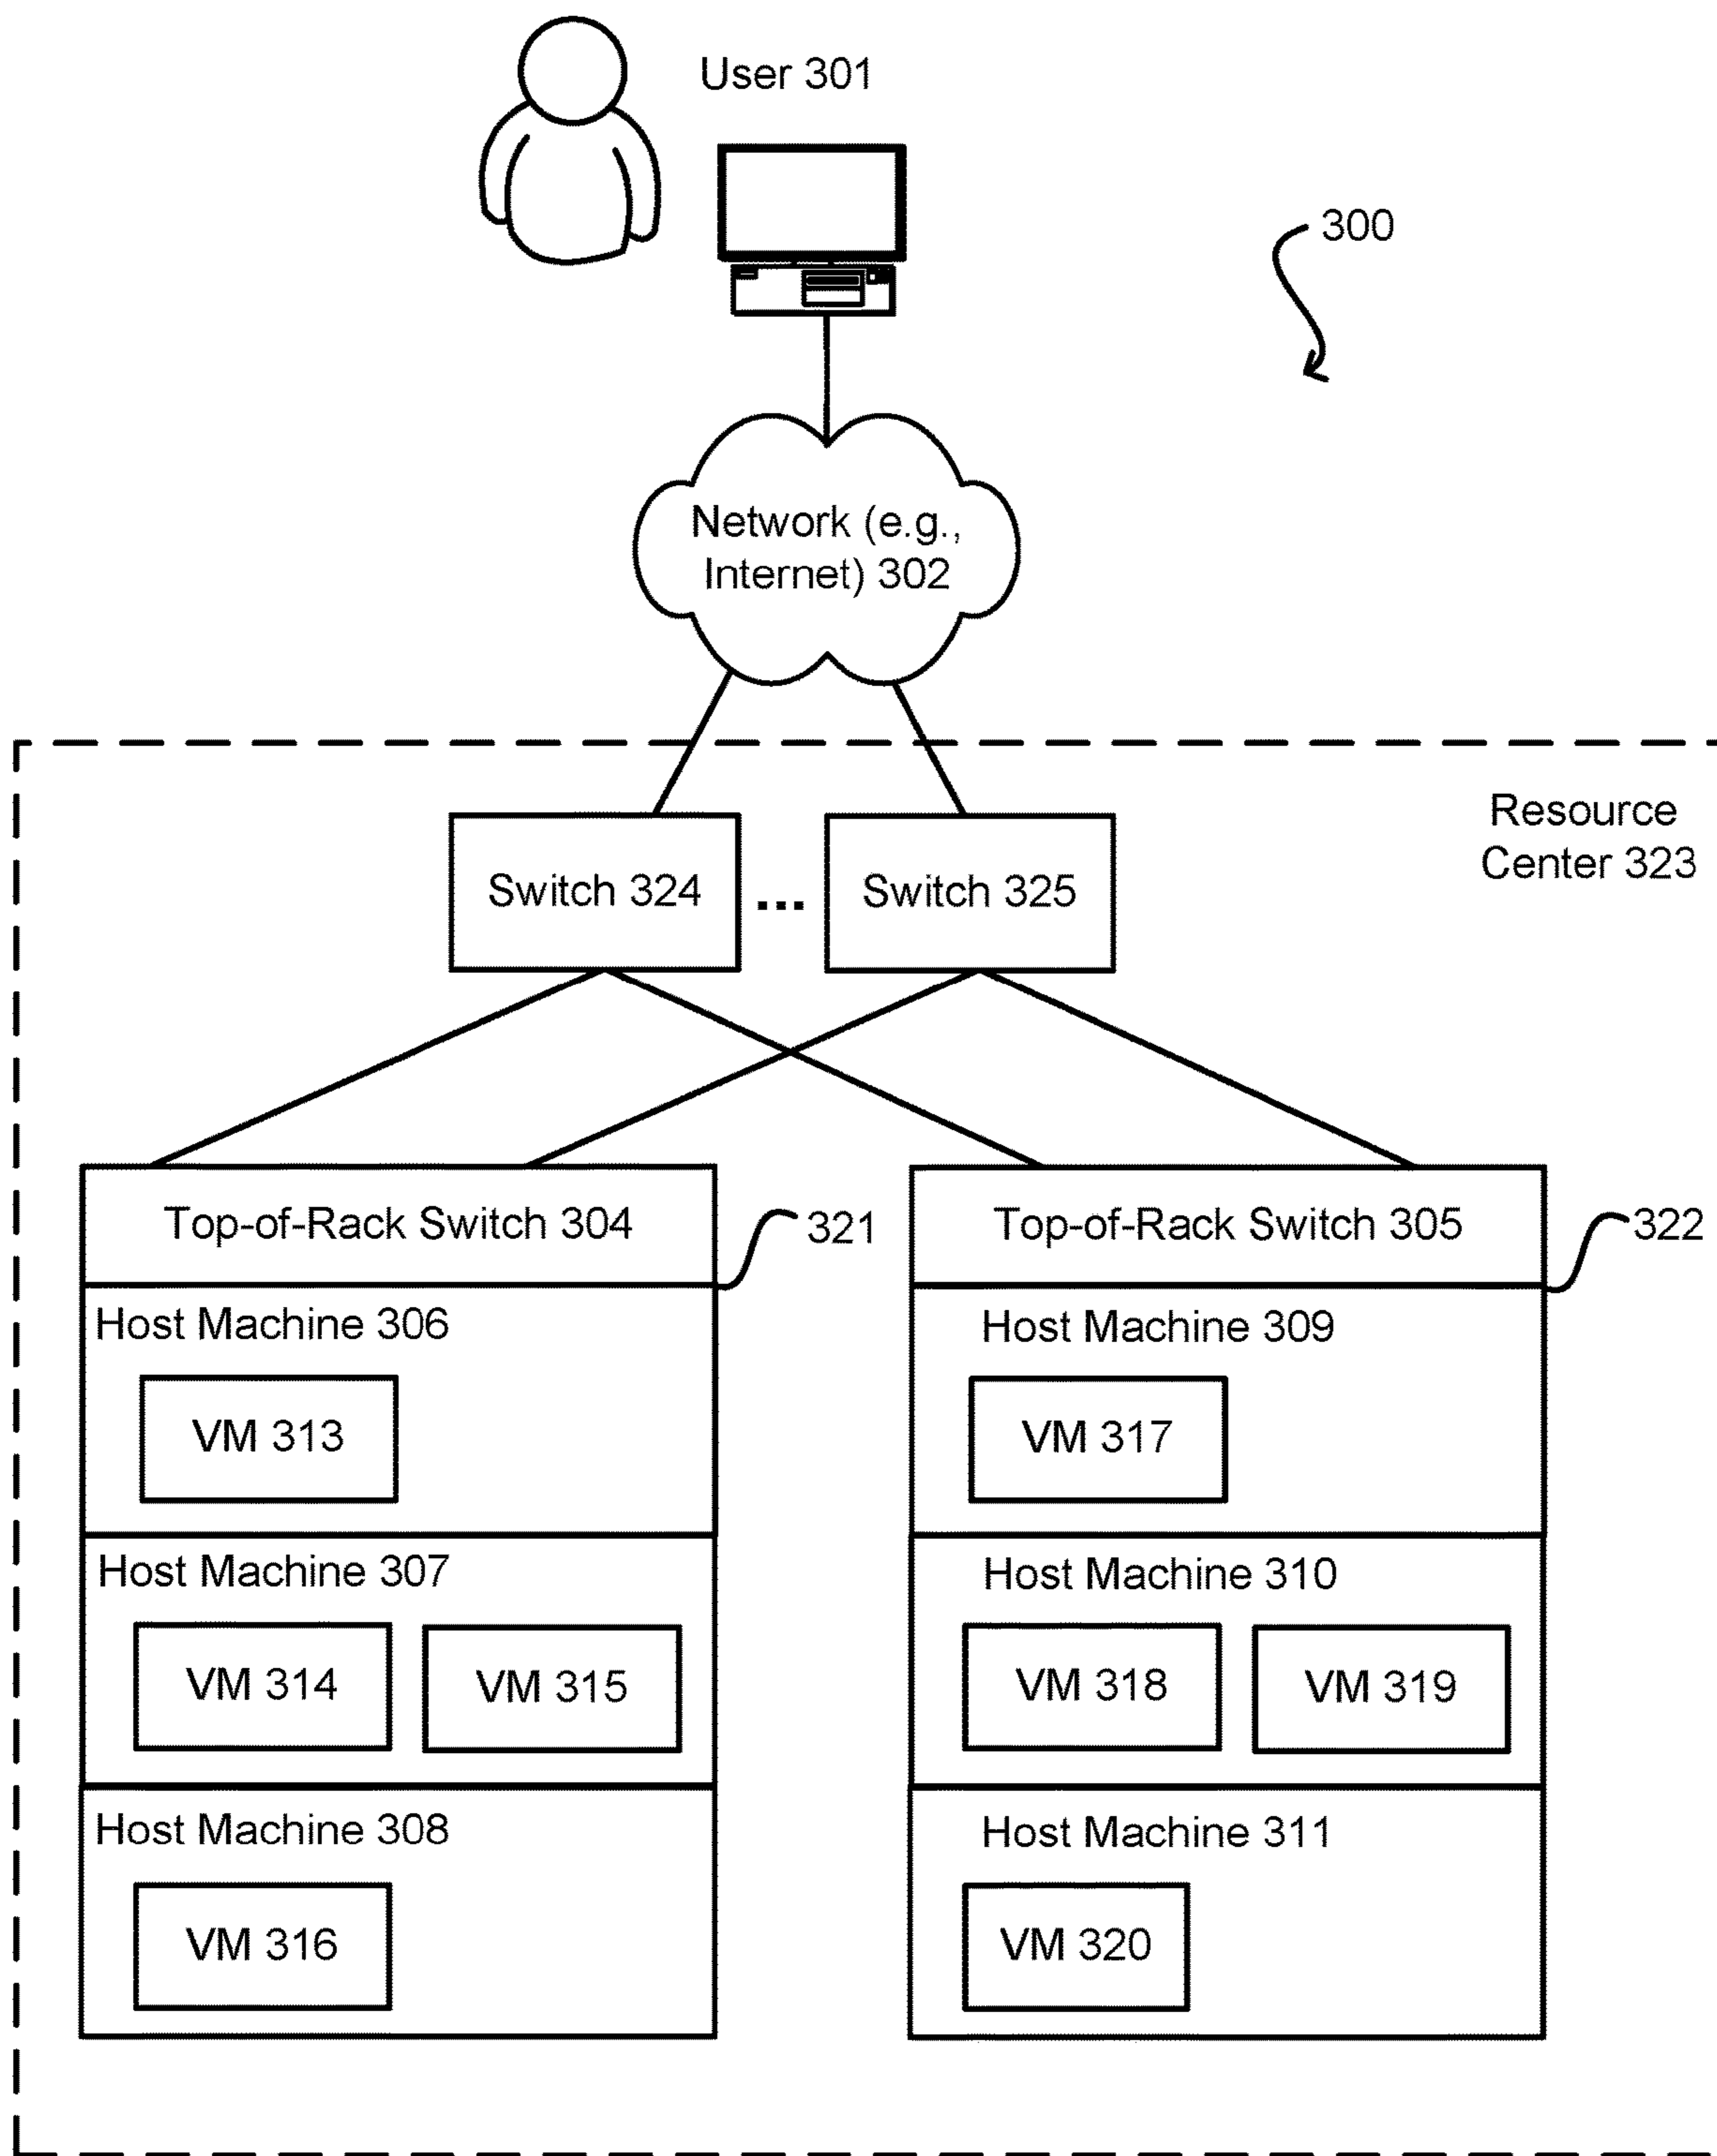 User 301
300
Network (e.g.,
Internet) 302
Resource
Center 323
Switch 324
...
Switch 325
Top-of-Rack Switch 304
321
Top-of-Rack Switch 305
322
Host Machine 306
VM 313
Host Machine 309
VM 317
Host Machine 307
VM 314
VM 315
Host Machine 310
VM 318
VM 319
Host Machine 308
VM 316
Host Machine 311
VM 320